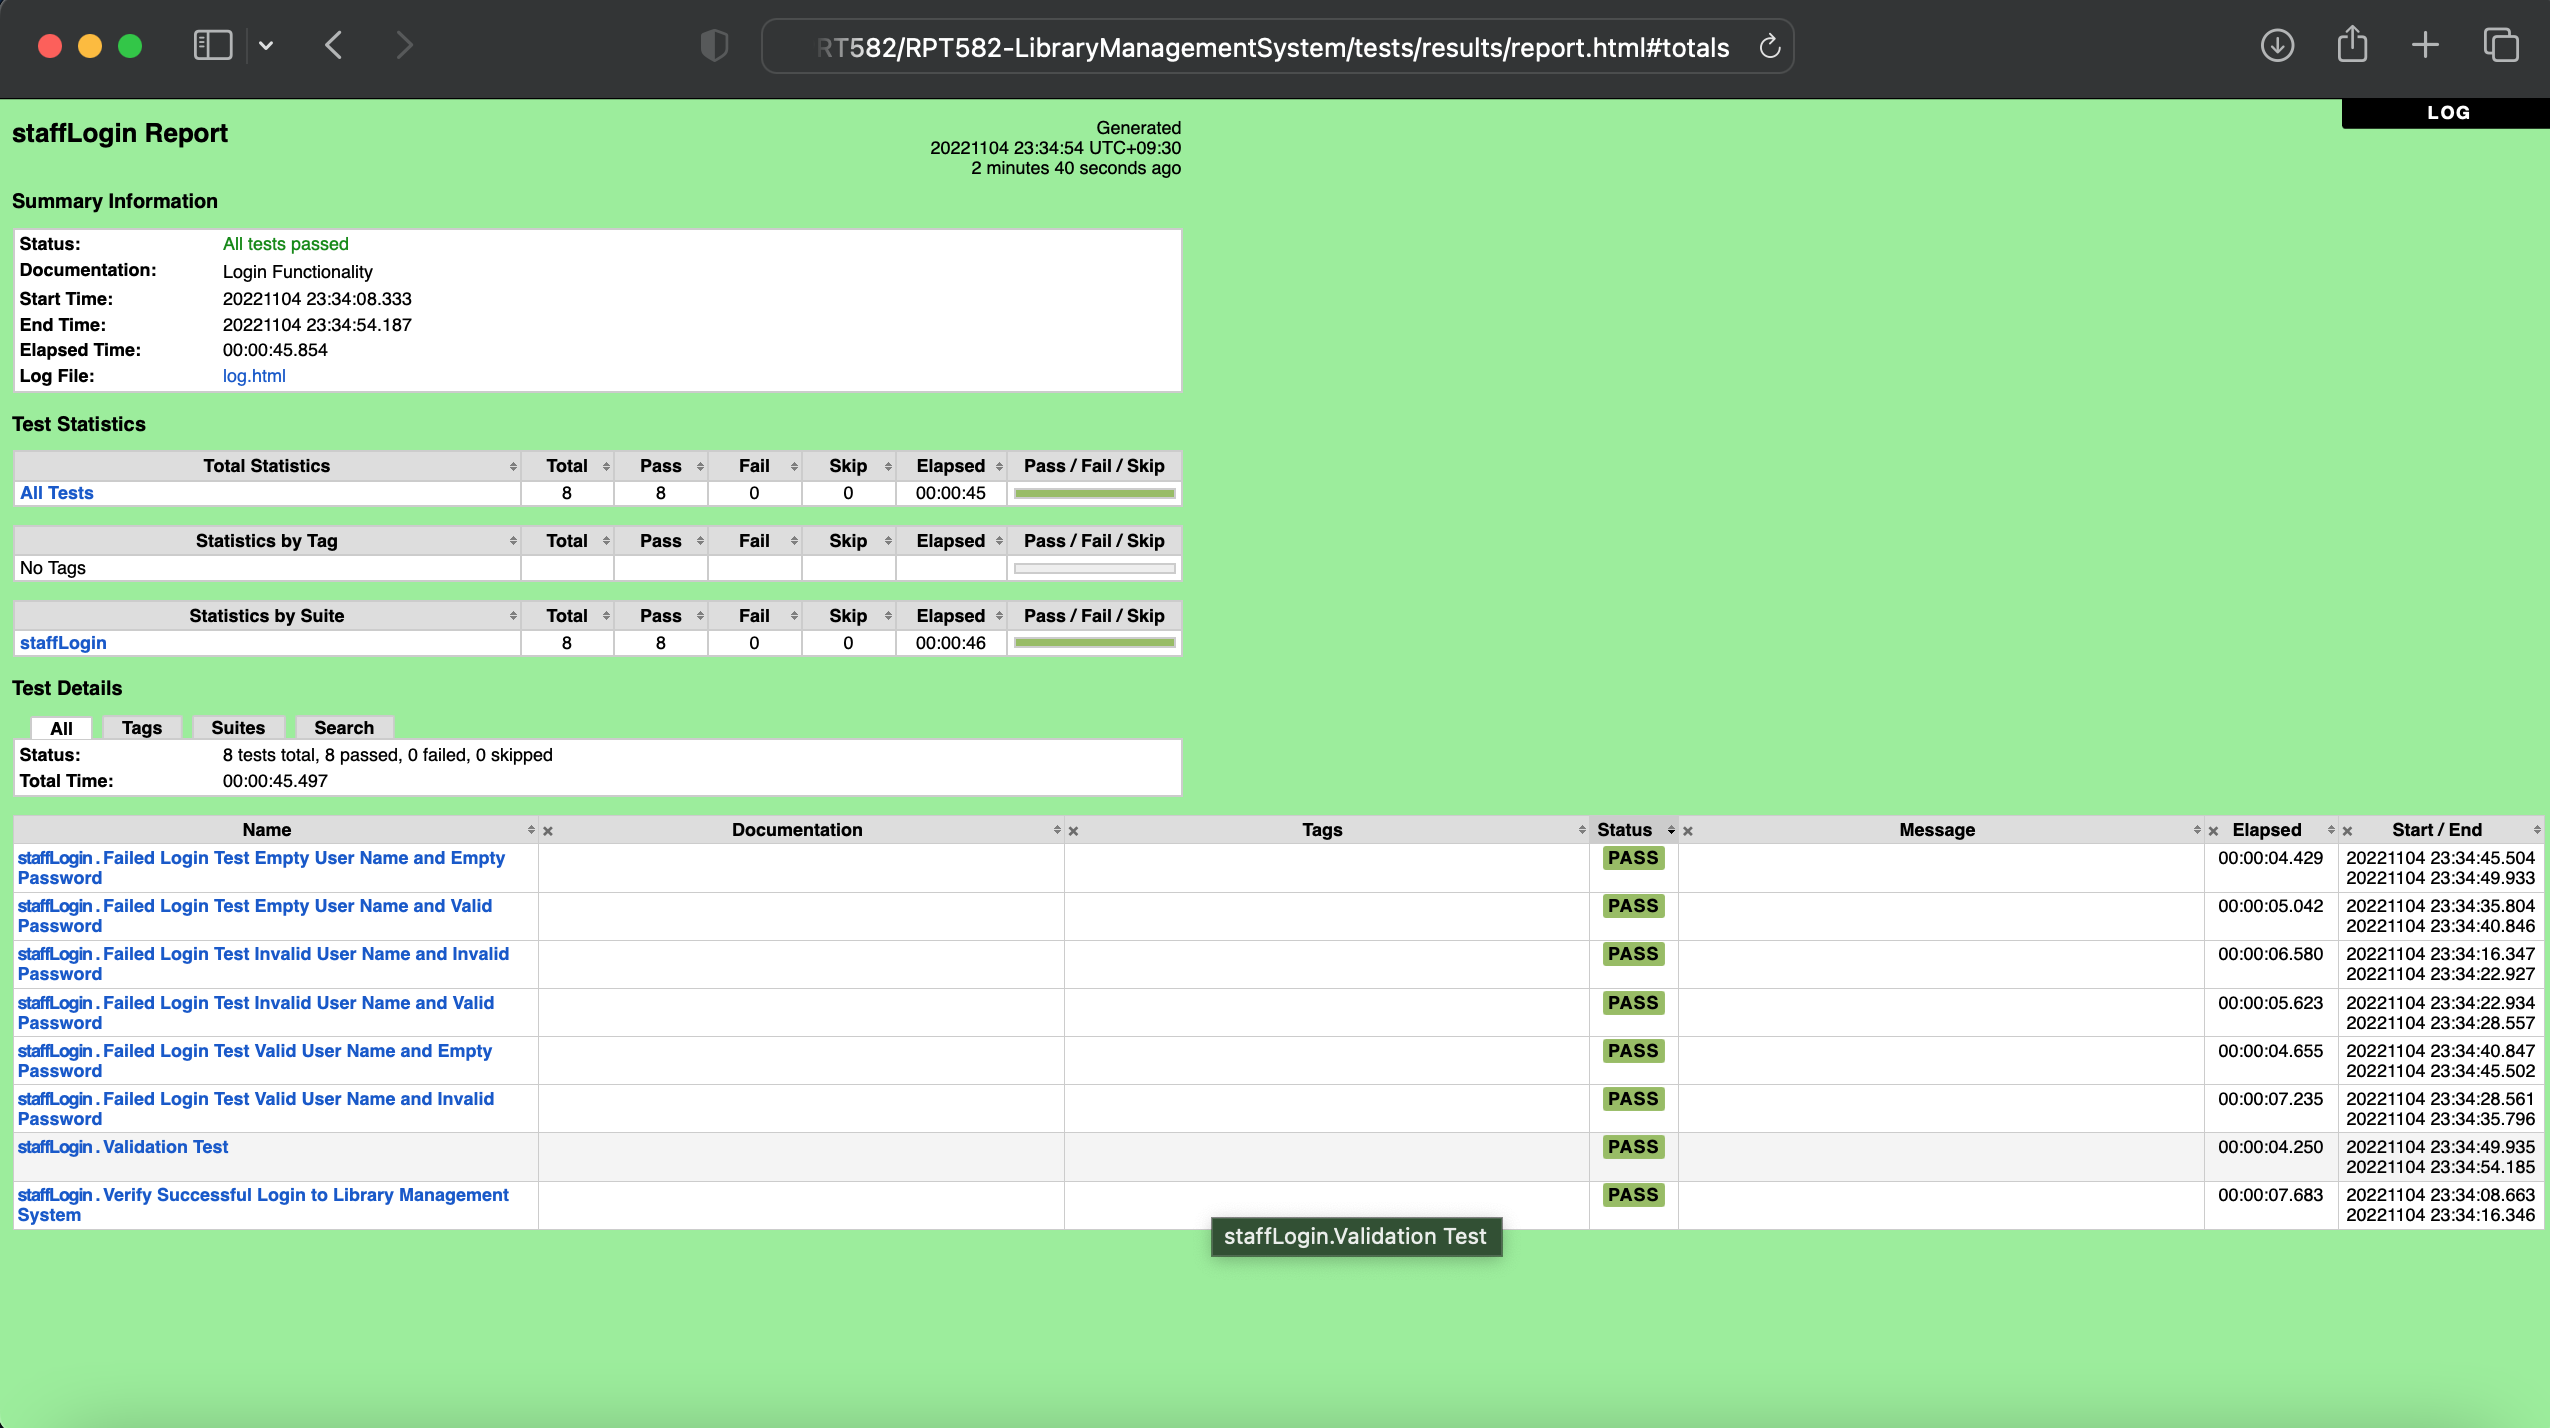 RT582/RPT582-LibraryManagementSystem/tests/results/report.html#totals
LOG
staffLogin Report
Generated
20221104 23:34:54 UTC+09:30
2 minutes 40 seconds ago
Summary Information
Status: All tests passed
Documentation: Login Functionality
Start Time: 20221104 23:34:08.333
End Time: 20221104 23:34:54.187
Elapsed Time: 00:00:45.854
Log File: log.html
Test Statistics
Total Statistics Total Pass Fail Skip Elapsed Pass / Fail / Skip
All Tests 8 8 0 0 00:00:45
Statistics by Tag Total Pass Fail Skip Elapsed Pass / Fail / Skip
No Tags
Statistics by Suite Total Pass Fail Skip Elapsed Pass / Fail / Skip
staffLogin 8 8 0 0 00:00:46
Test Details
All Tags Suites Search
Status: 8 tests total, 8 passed, 0 failed, 0 skipped
Total Time: 00:00:45.497
Name × Documentation × Tags Status × Message × Elapsed × Start / End
staffLogin . Failed Login Test Empty User Name and Empty PASS 00:00:04.429 20221104 23:34:45.504
Password 20221104 23:34:49.933
staffLogin . Failed Login Test Empty User Name and Valid PASS 00:00:05.042 20221104 23:34:35.804
Password 20221104 23:34:40.846
staffLogin . Failed Login Test Invalid User Name and Invalid PASS 00:00:06.580 20221104 23:34:16.347
Password 20221104 23:34:22.927
staffLogin . Failed Login Test Invalid User Name and Valid PASS 00:00:05.623 20221104 23:34:22.934
Password 20221104 23:34:28.557
staffLogin . Failed Login Test Valid User Name and Empty PASS 00:00:04.655 20221104 23:34:40.847
Password 20221104 23:34:45.502
staffLogin . Failed Login Test Valid User Name and Invalid PASS 00:00:07.235 20221104 23:34:28.561
Password 20221104 23:34:35.796
staffLogin . Validation Test PASS 00:00:04.250 20221104 23:34:49.935
20221104 23:34:54.185
staffLogin . Verify Successful Login to Library Management PASS 00:00:07.683 20221104 23:34:08.663
System 20221104 23:34:16.346
staffLogin.Validation Test